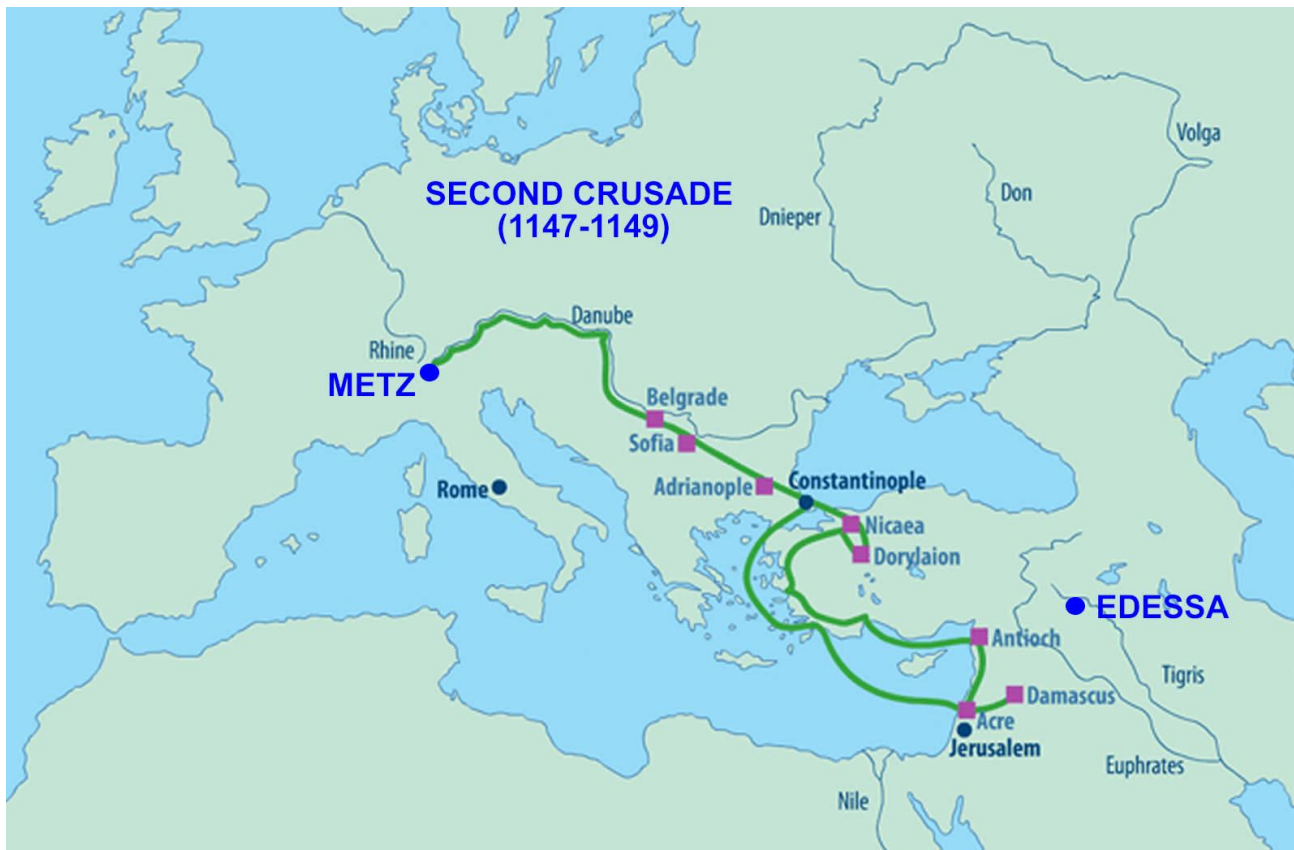 Volga
SECOND CRUSADE
(1147-1149)
Don
Dnieper
Danube
Rhine
METZ
Belgrade
Sofia
Rome
Adrianople
Constantinople
Nicaea
Dorylaion
EDESSA
Antioch
Tigris
Damascus
Acre
Jerusalem
Euphrates
Nile